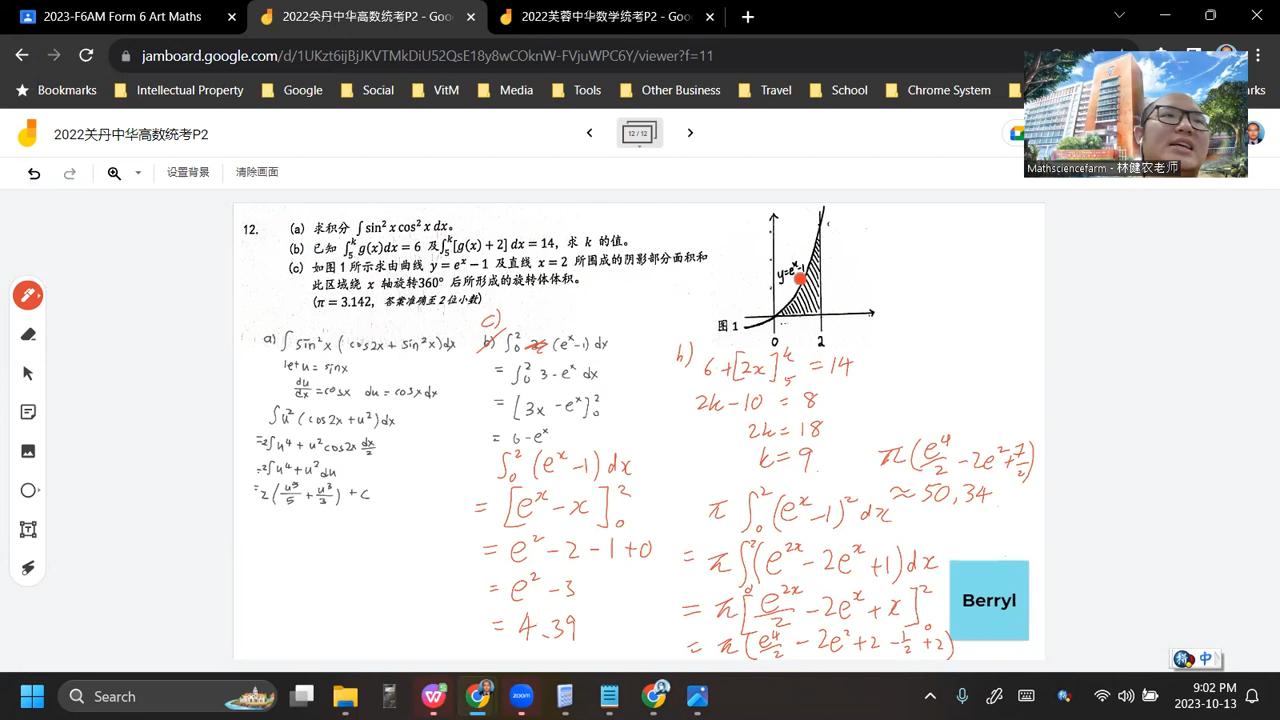 2023-F6AM Form 6 Art Maths
2022关丹中华高数统考P2 - Goo
2022芙蓉中华数学统考P2 - Goo
jamboard.google.com/d/1UKzt6ijBjJKVTMkDiU52QsF18y8wCOknW-FVjuWPC6Y/viewer?f=11
Bookmarks
Intellectual Property
Google
Social
VitM
Media
Tools
Other Business
Travel
School
Chrome System
Mathsciencefarm - 林健农老师
2022关丹中华高数统考P2
12 / 12
设置背景
清除画面
12. (a) 求积分 ∫ sin² x cos² x dx。
(b) 已知 ∫₅ᵏ g(x)dx = 6 及∫₅ᵏ[g(x) + 2] dx = 14, 求 k 的值。
(c) 如图 1 所示求由曲线 y = eˣ − 1 及直线 x = 2 所围成的阴影部分面积和
此区域绕 x 轴旋转360° 后所形成的旋转体体积。
(π = 3.142, 答案准确至 2 位小数)
y=eˣ-1
图 1
0 2
a) ∫ sin²x (cos2x + sin²x)dx
let u = sinx
du/dx = cosx du = cosx dx
∫u² (cos2x + u²)dx
=2∫u⁴ + u² cos2x dx/2
=2∫u⁴ + u² du
= 2(u⁵/5 + u³/3) + c
c)
b) ∫₀² (eˣ-1) dx
= ∫₀² 3 - eˣ dx
= [3x - eˣ]₀²
= 6 - eˣ
∫₀² (eˣ - 1) dx
= [eˣ - x]₀²
= e² - 2 - 1 + 0
= e² - 3
= 4.39
b) 6 + [2x]₅ᵏ = 14
2k - 10 = 8
2k = 18
k = 9
π(e⁴/2 - 2e² + 7/2)
≈ 50.34
π ∫₀² (eˣ - 1)² dx
= π ∫₀² (e²ˣ - 2eˣ + 1) dx
= π [e²ˣ/2 - 2eˣ + x]₀²
= π (e⁴/2 - 2e² + 2 - 1/2 + 2)
Berryl
中
Search
9:02 PM
2023-10-13